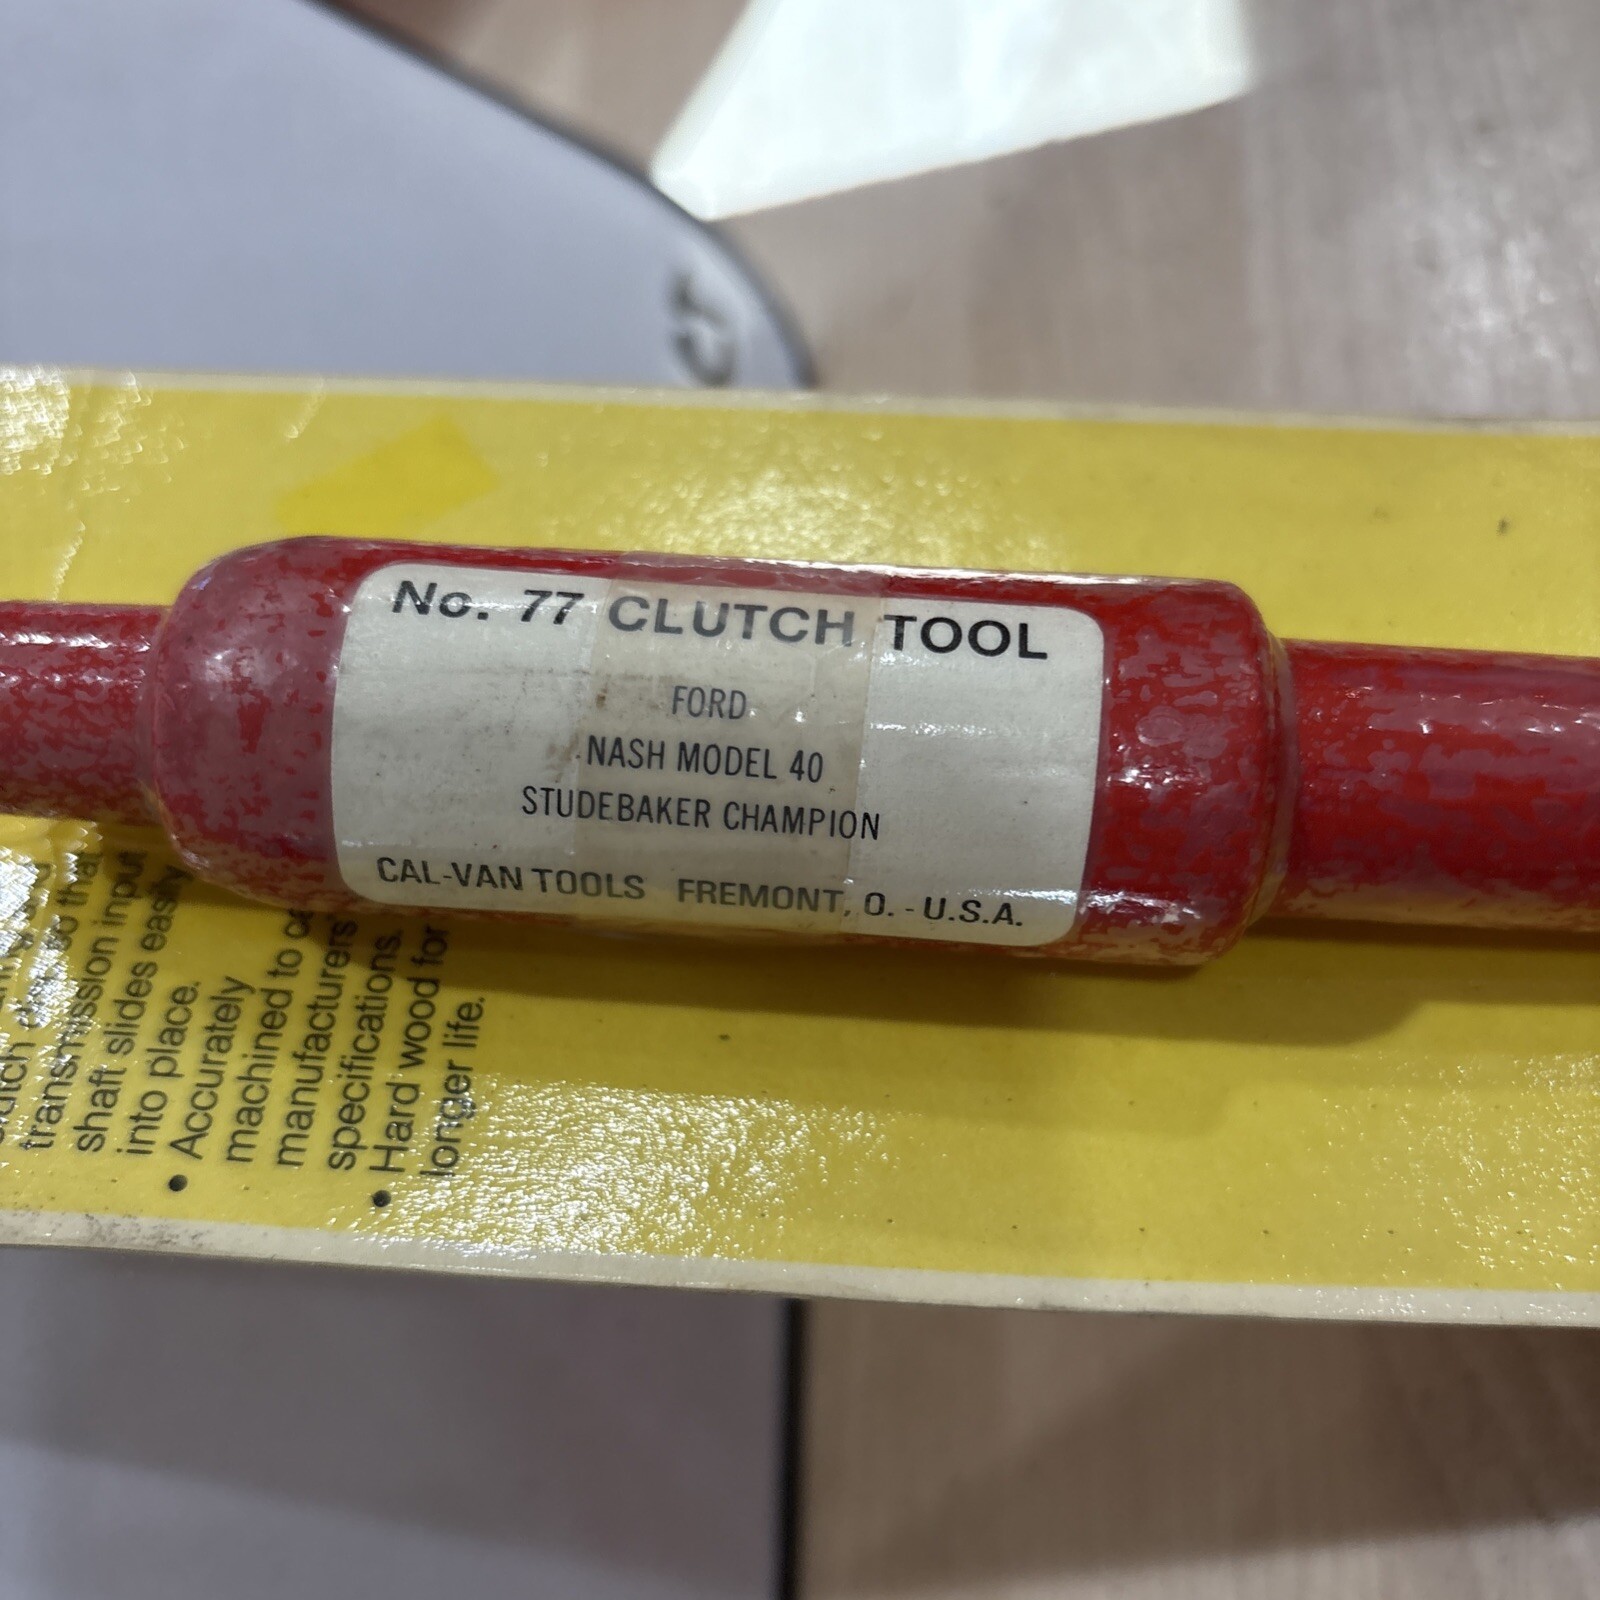 No. 77 CLUTCH TOOL
FORD
NASH MODEL 40
STUDEBAKER CHAMPION
CAL-VAN TOOLS FREMONT, O. - U.S.A.
that
transmission input
shaft slides easily
into place.
• Accurately
machined to
manufacturers'
specifications.
• Hard wood for
longer life.